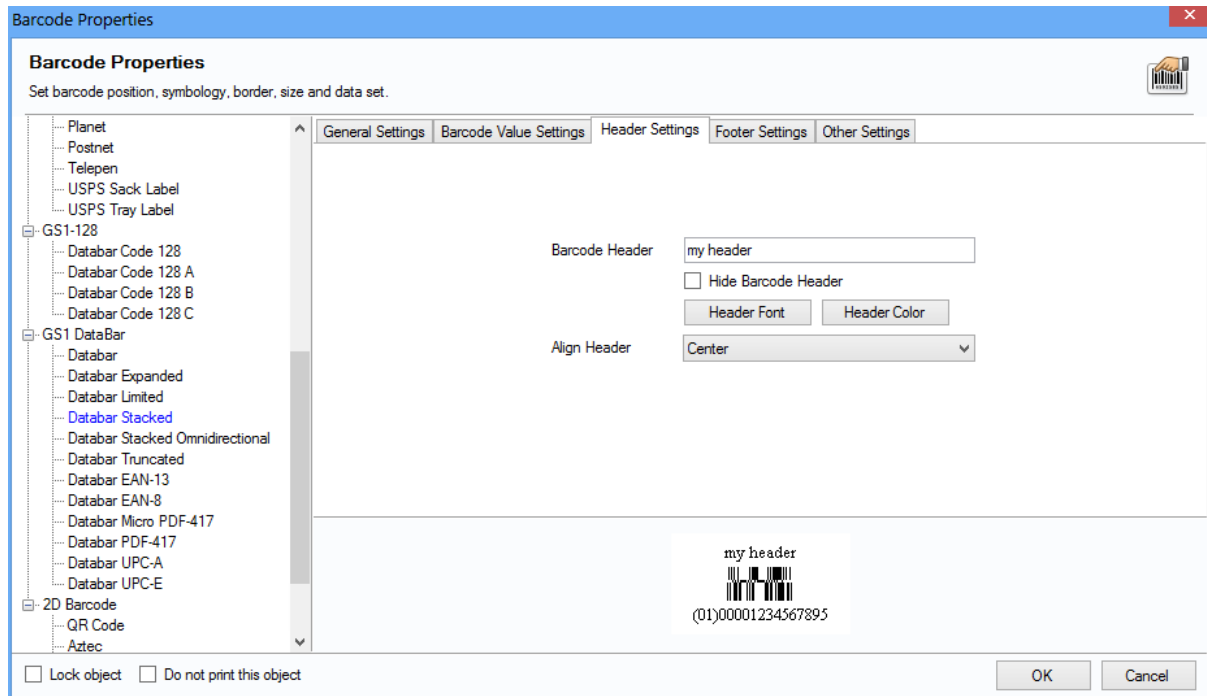 Barcode Properties
Barcode Properties
Set barcode position, symbology, border, size and data set.
Planet
Postnet
Telepen
USPS Sack Label
USPS Tray Label
GS1-128
Databar Code 128
Databar Code 128 A
Databar Code 128 B
Databar Code 128 C
GS1 DataBar
Databar
Databar Expanded
Databar Limited
Databar Stacked
Databar Stacked Omnidirectional
Databar Truncated
Databar EAN-13
Databar EAN-8
Databar Micro PDF-417
Databar PDF-417
Databar UPC-A
Databar UPC-E
2D Barcode
QR Code
Aztec
General Settings Barcode Value Settings Header Settings Footer Settings Other Settings
Barcode Header my header
Hide Barcode Header
Header Font Header Color
Align Header Center
my header
(01)00001234567895
Lock object Do not print this object OK Cancel